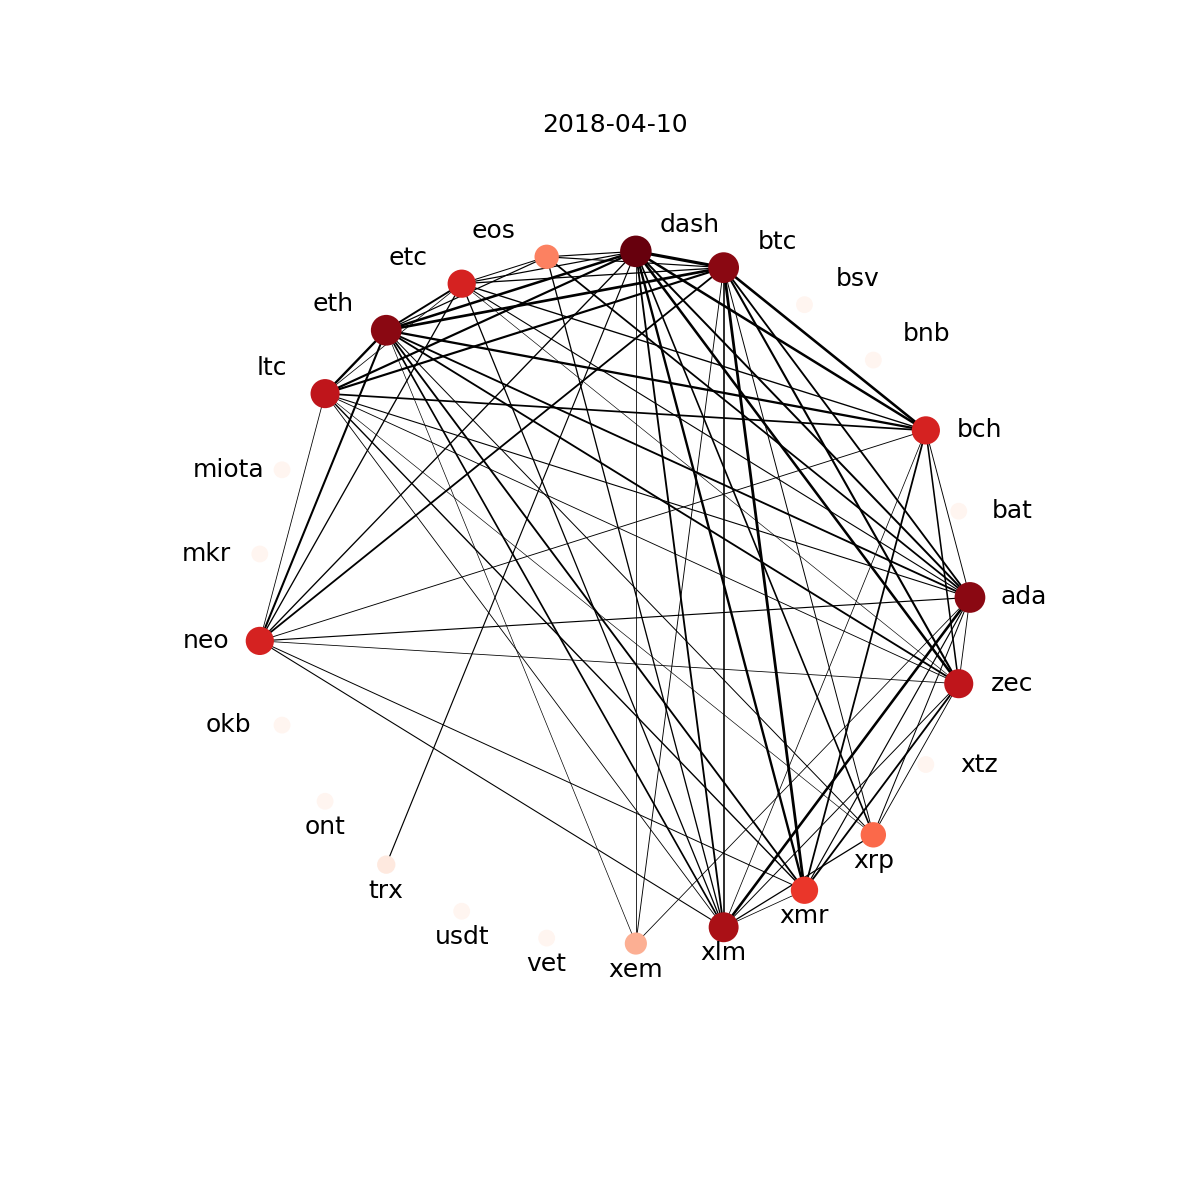 2018-04-10
dash
eos
btc
etc
bsv
eth
bnb
ltc
bch
miota
bat
mkr
ada
neo
zec
okb
xtz
ont
xrp
trx
xmr
usdt
xlm
vet
xem